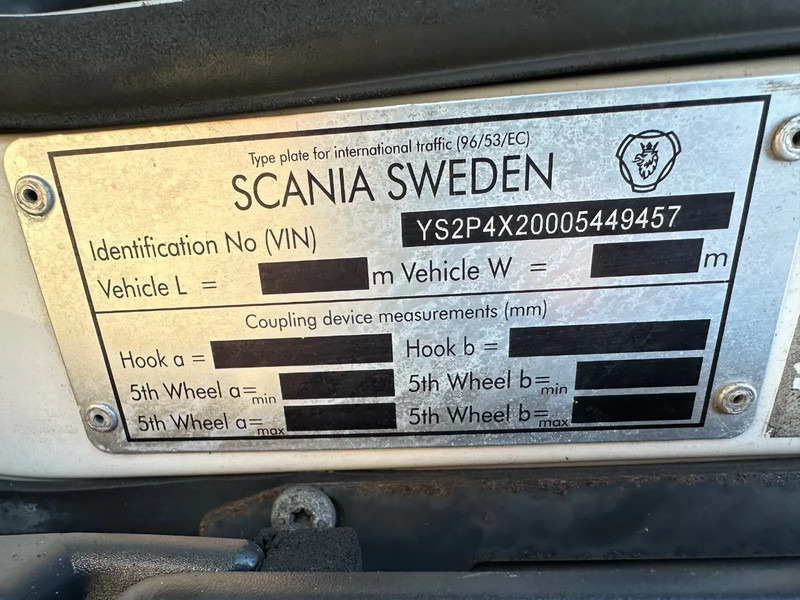 Type plate for international traffic (96/53/EC)
SCANIA SWEDEN
Identification No (VIN) YS2P4X20005449457
Vehicle L = m Vehicle W = m
Coupling device measurements (mm)
Hook a = Hook b =
5th Wheel a= min 5th Wheel b= min
5th Wheel a= max 5th Wheel b= max